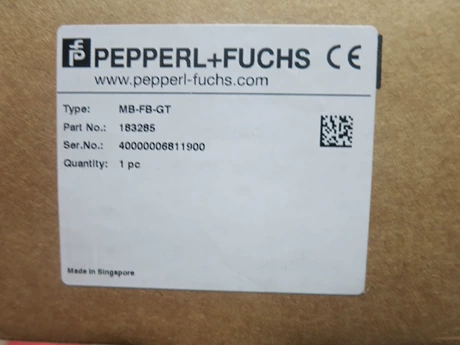 PEPPERL+FUCHS CE
www.pepperl-fuchs.com
Type: MB-FB-GT
Part No.: 183285
Ser.No.: 40000006811900
Quantity: 1 pc
Made in Singapore